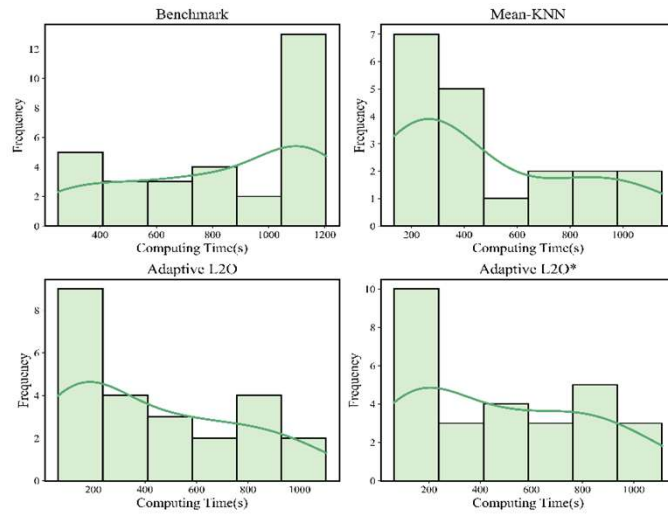 Benchmark
Frequency
12
10
8
6
4
2
0
400 600 800 1000 1200
Computing Time(s)
Mean-KNN
Frequency
7
6
5
4
3
2
1
0
200 400 600 800 1000
Computing Time(s)
Adaptive L2O
Frequency
8
6
4
2
0
200 400 600 800 1000
Computing Time(s)
Adaptive L2O*
Frequency
10
8
6
4
2
0
200 400 600 800 1000
Computing Time(s)